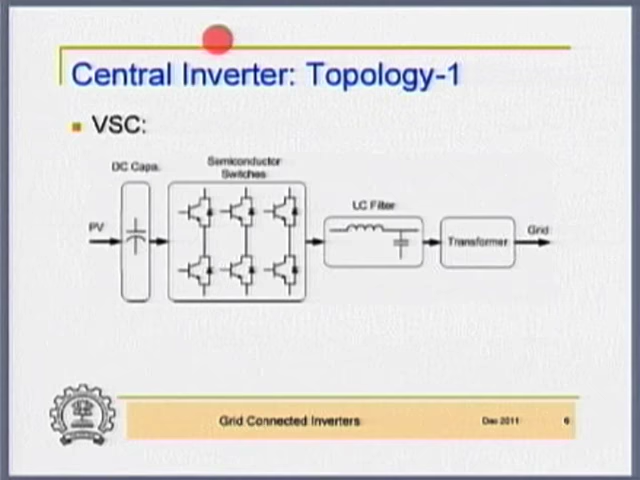 Central Inverter: Topology-1
VSC:
DC Capa.
Semiconductor
Switches
LC Filter
PV
Transformer
Grid
Grid Connected Inverters
Dec 2011
6